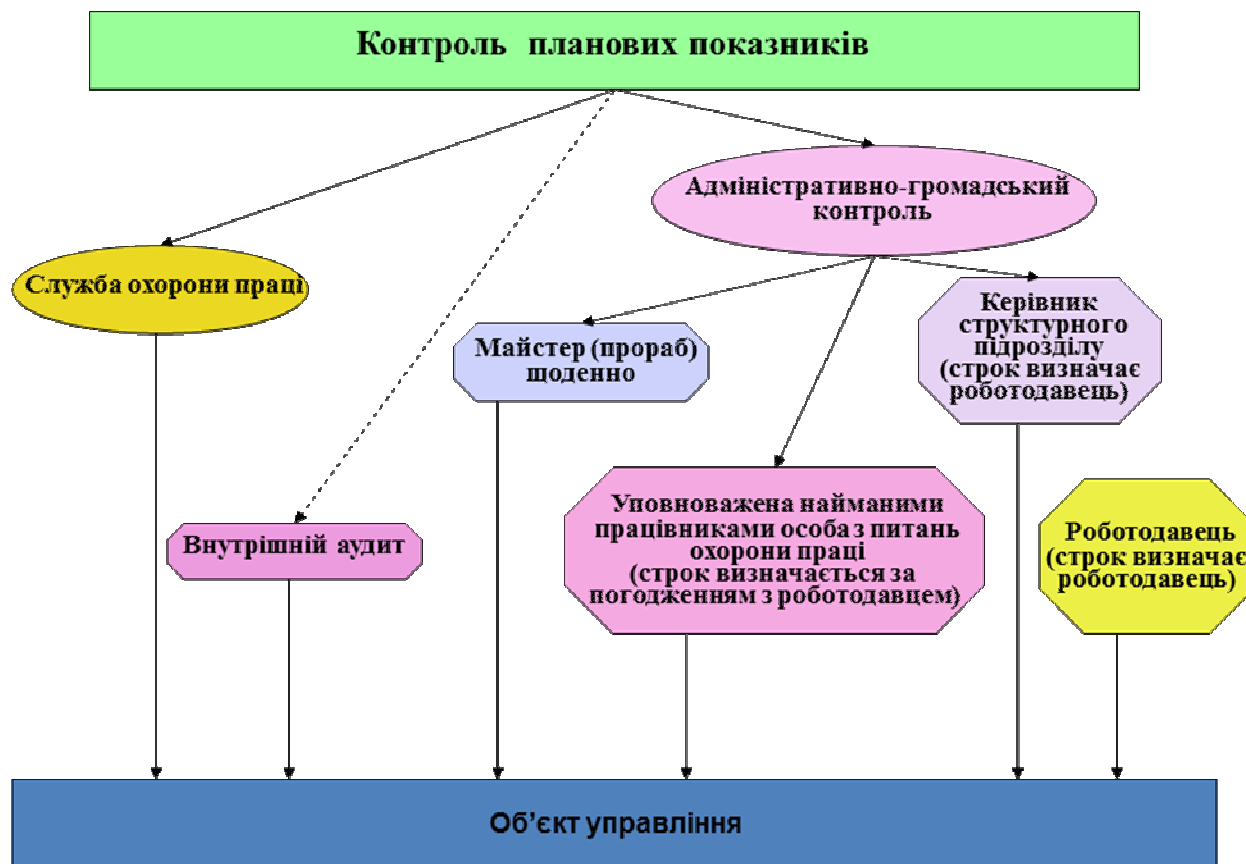 Контроль планових показників
Адміністративно-громадський
контроль
Служба охорони праці
Керівник
структурного
підрозділу
(строк визначає
роботодавець)
Майстер (прораб)
щоденно
Уповноважена найманими
працівниками особа з питань
охорони праці
(строк визначається за
погодженням з роботодавцем)
Роботодавець
(строк визначає
роботодавець)
Внутрішній аудит
Об’єкт управління